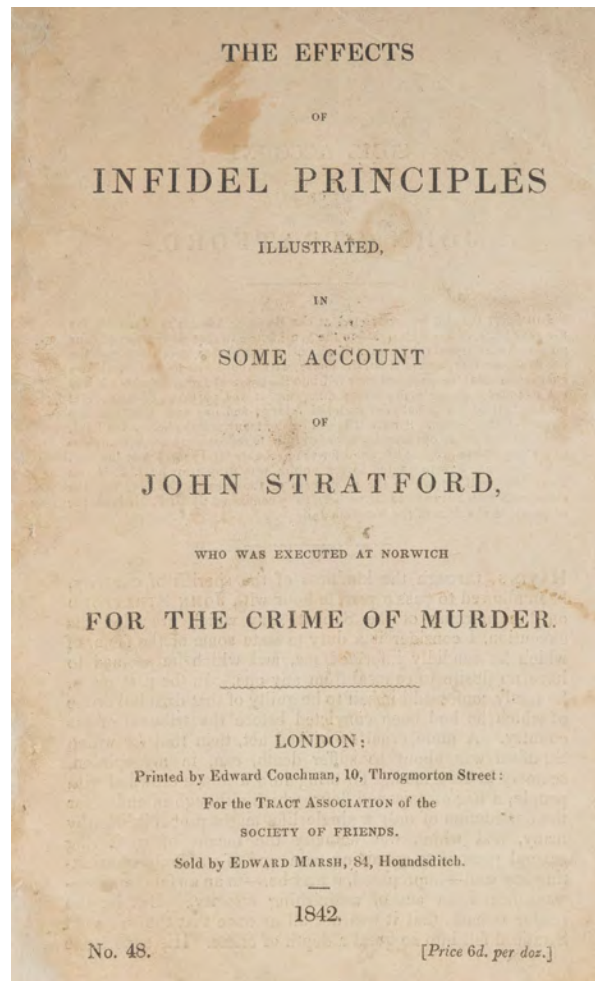 THE EFFECTS
OF
INFIDEL PRINCIPLES
ILLUSTRATED,
IN
SOME ACCOUNT
OF
JOHN STRATFORD,
WHO WAS EXECUTED AT NORWICH
FOR THE CRIME OF MURDER.
LONDON:
Printed by Edward Couchman, 10, Throgmorton Street:
For the TRACT ASSOCIATION of the
SOCIETY OF FRIENDS.
Sold by EDWARD MARSH, 84, Houndsditch.
1842.
No. 48. [Price 6d. per doz.]